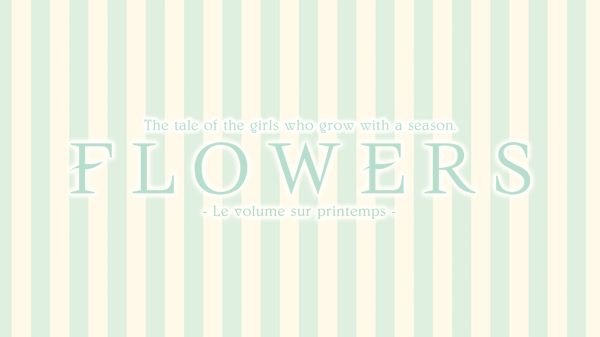 The tale of the girls who grow with a season.
FLOWERS
- Le volume sur printemps -